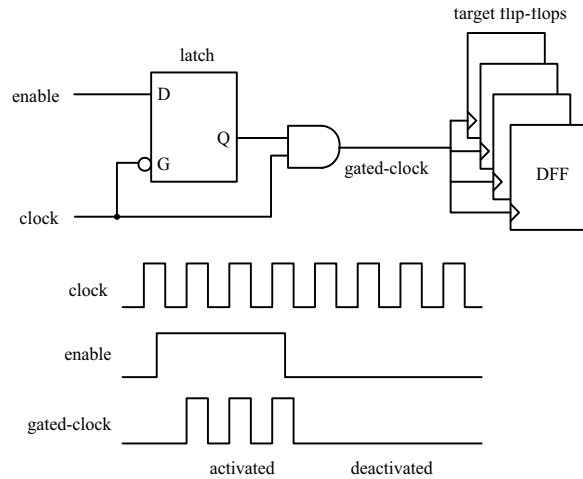 target flip-flops
latch
enable
D
Q
G
gated-clock
DFF
clock
clock
enable
gated-clock
activated
deactivated